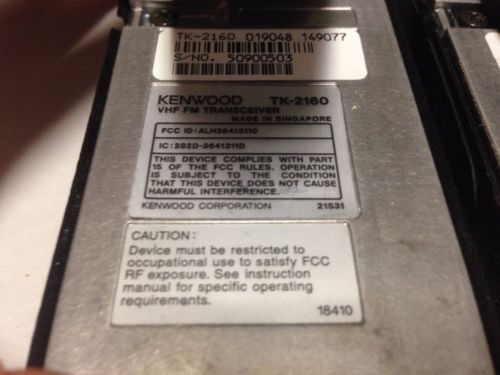 TK-2160 019048 149077
S/NO. 50900503
KENWOOD TK-2160
VHF FM TRANSCEIVER
MADE IN SINGAPORE
FCC ID: ALH36413110
IC: 282D-36413110
THIS DEVICE COMPLIES WITH PART
15 OF THE FCC RULES. OPERATION
IS SUBJECT TO THE CONDITION
THAT THIS DEVICE DOES NOT CAUSE
HARMFUL INTERFERENCE.
KENWOOD CORPORATION 21531
CAUTION:
Device must be restricted to
occupational use to satisfy FCC
RF exposure. See instruction
manual for specific operating
requirements.
18410